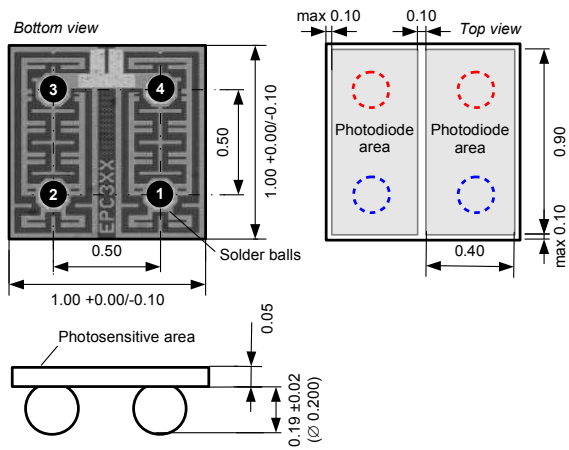 Bottom view
3
4
2
1
EPC3XX
0.50
1.00 +0.00/-0.10
0.50
Solder balls
1.00 +0.00/-0.10
max 0.10
0.10
Top view
Photodiode
area
Photodiode
area
0.90
0.40
max 0.10
Photosensitive area
0.05
0.19 ±0.02
(∅ 0.200)